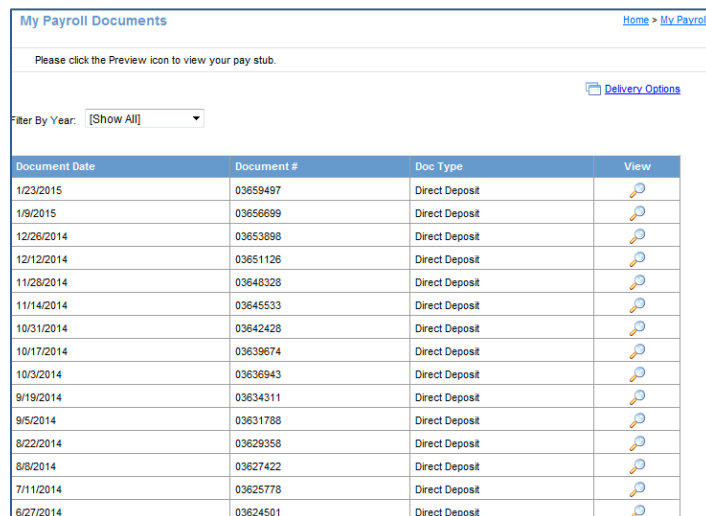 My Payroll Documents Home > My Payrol
Please click the Preview icon to view your pay stub.
Delivery Options
Filter By Year: [Show All]
Document Date Document # Doc Type View
1/23/2015 03659497 Direct Deposit
1/9/2015 03656699 Direct Deposit
12/26/2014 03653898 Direct Deposit
12/12/2014 03651126 Direct Deposit
11/28/2014 03648328 Direct Deposit
11/14/2014 03645533 Direct Deposit
10/31/2014 03642428 Direct Deposit
10/17/2014 03639674 Direct Deposit
10/3/2014 03636943 Direct Deposit
9/19/2014 03634311 Direct Deposit
9/5/2014 03631788 Direct Deposit
8/22/2014 03629358 Direct Deposit
8/8/2014 03627422 Direct Deposit
7/11/2014 03625778 Direct Deposit
6/27/2014 03624501 Direct Deposit